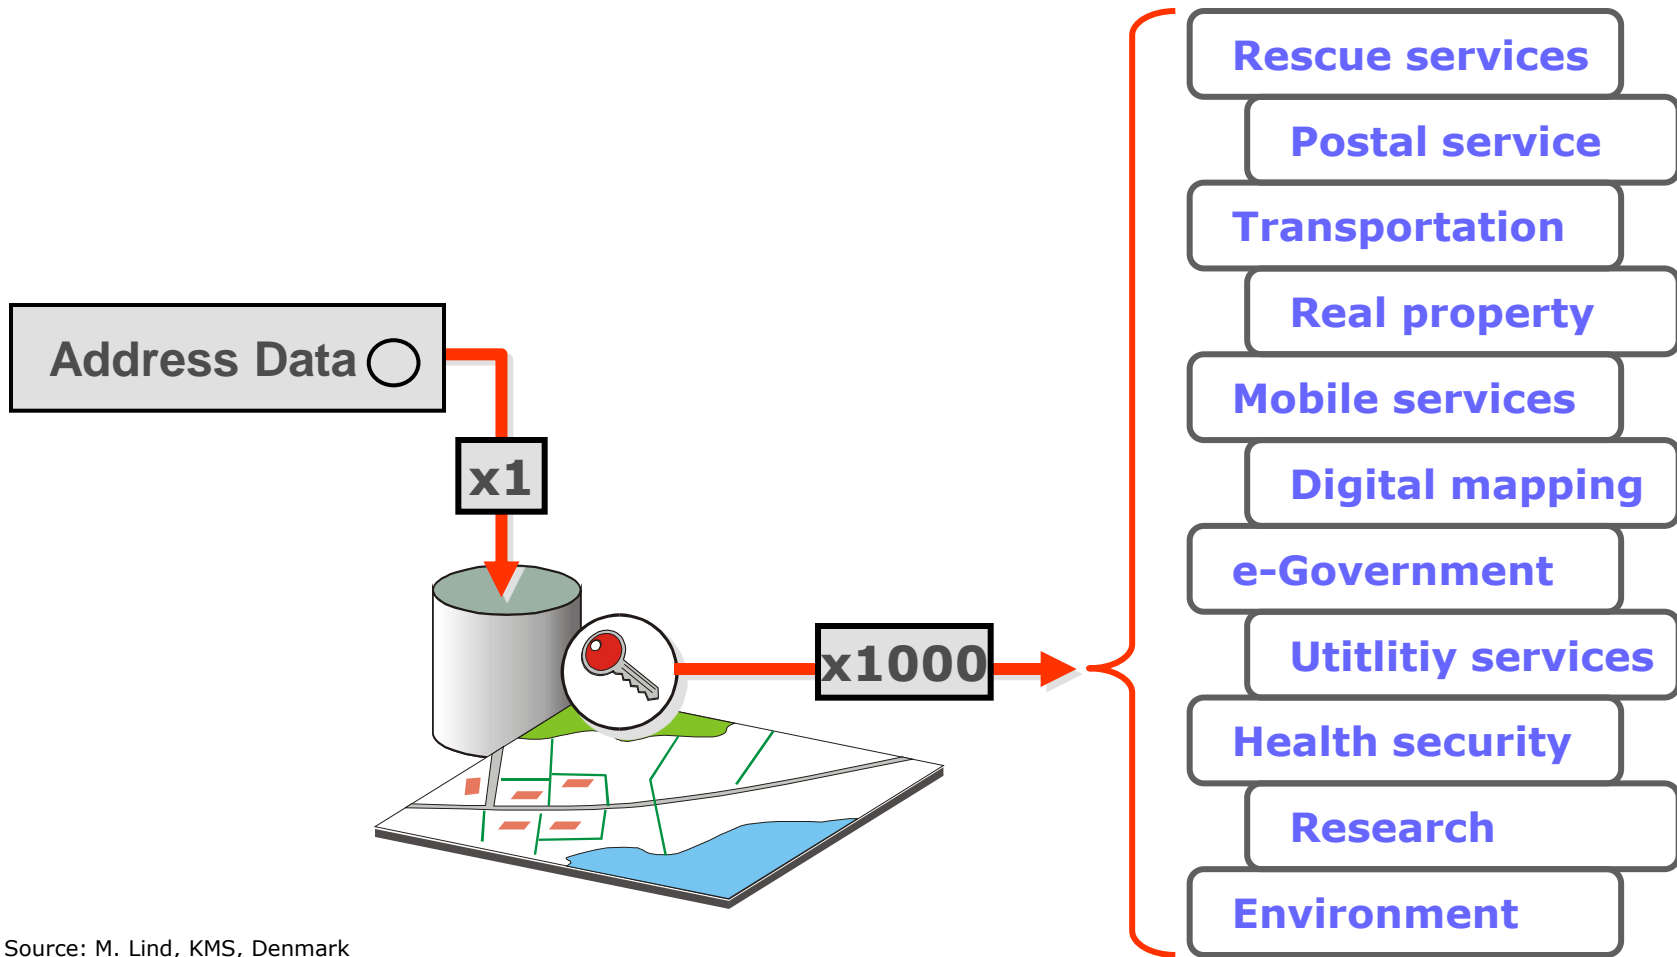 Rescue services
Postal service
Transportation
Real property
Address Data
Mobile services
x1
Digital mapping
e-Government
Utitlitiy services
x1000
Health security
Research
Environment
Source: M. Lind, KMS, Denmark